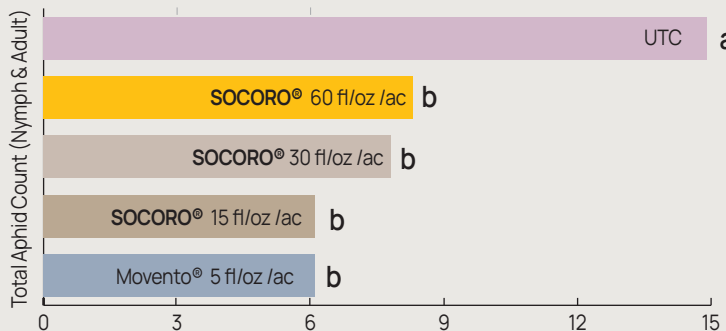 Total Aphid Count (Nymph & Adult)
UTC a
SOCORO® 60 fl/oz /ac b
SOCORO® 30 fl/oz /ac b
SOCORO® 15 fl/oz /ac b
Movento® 5 fl/oz /ac b
0 3 6 9 12 15